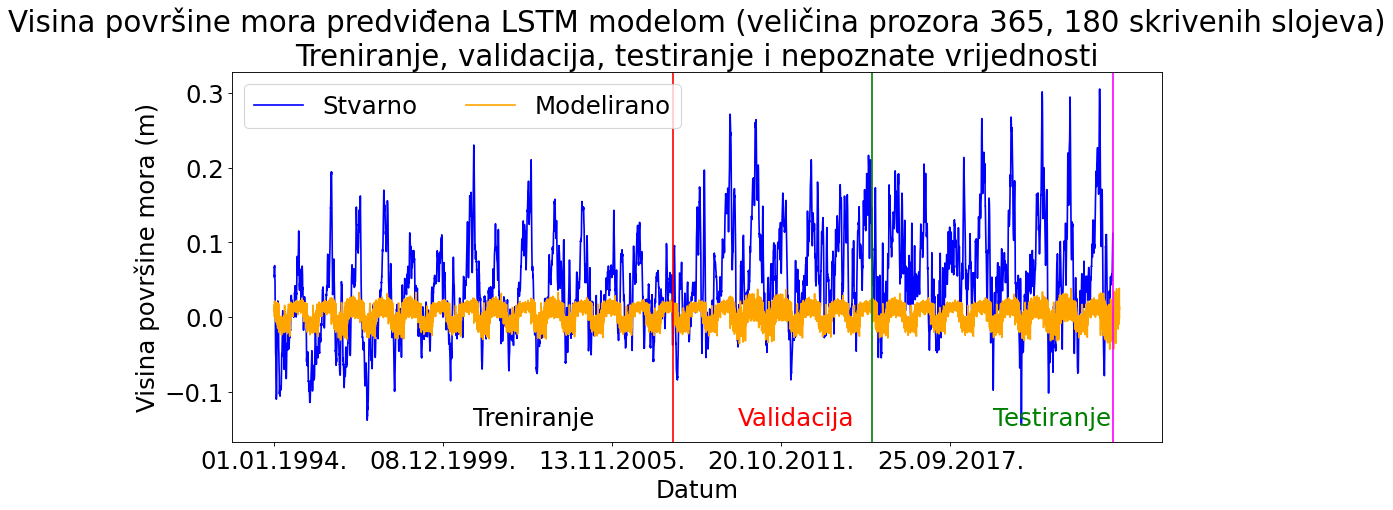 Visina površine mora predviđena LSTM modelom (veličina prozora 365, 180 skrivenih slojeva)
Treniranje, validacija, testiranje i nepoznate vrijednosti
Stvarno
Modelirano
0.3
0.2
0.1
0.0
−0.1
Visina površine mora (m)
Treniranje
Validacija
Testiranje
01.01.1994.
08.12.1999.
13.11.2005.
20.10.2011.
25.09.2017.
Datum